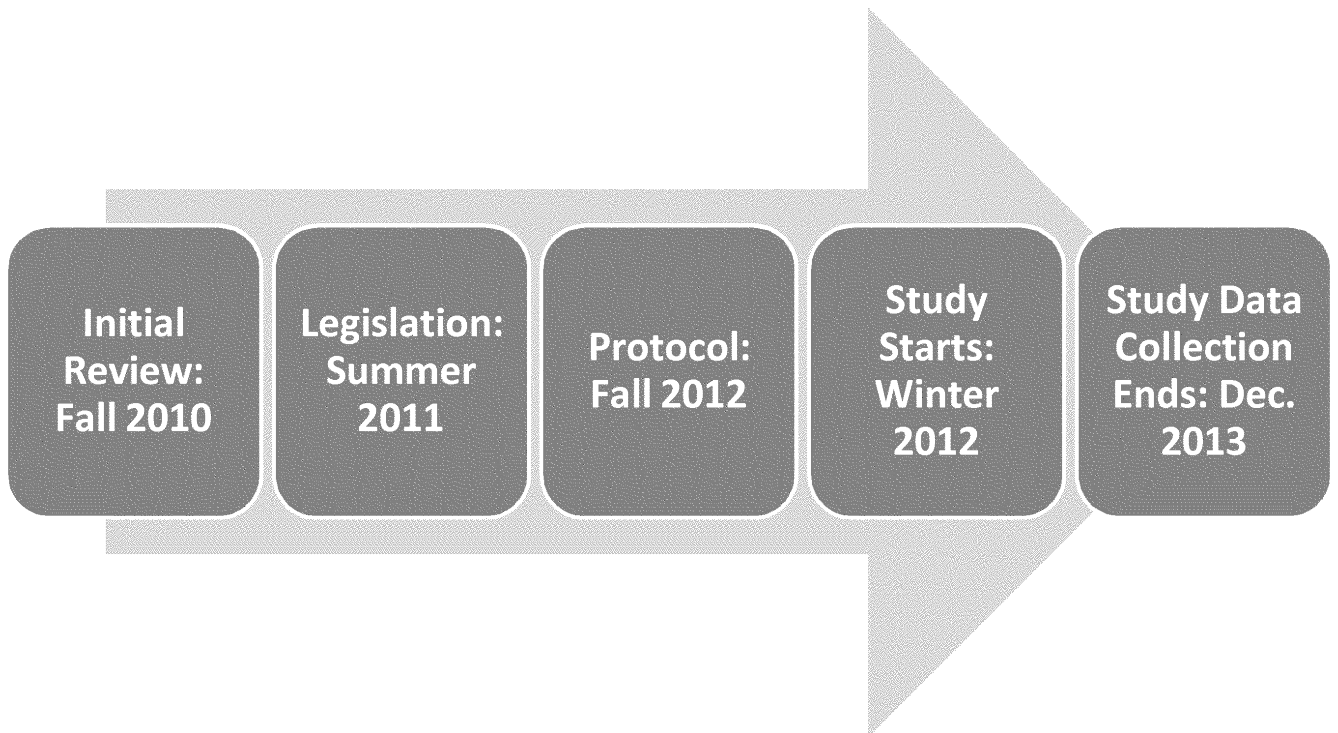 Initial
Review:
Fall 2010
Legislation:
Summer
2011
Protocol:
Fall 2012
Study
Starts:
Winter
2012
Study Data
Collection
Ends: Dec.
2013